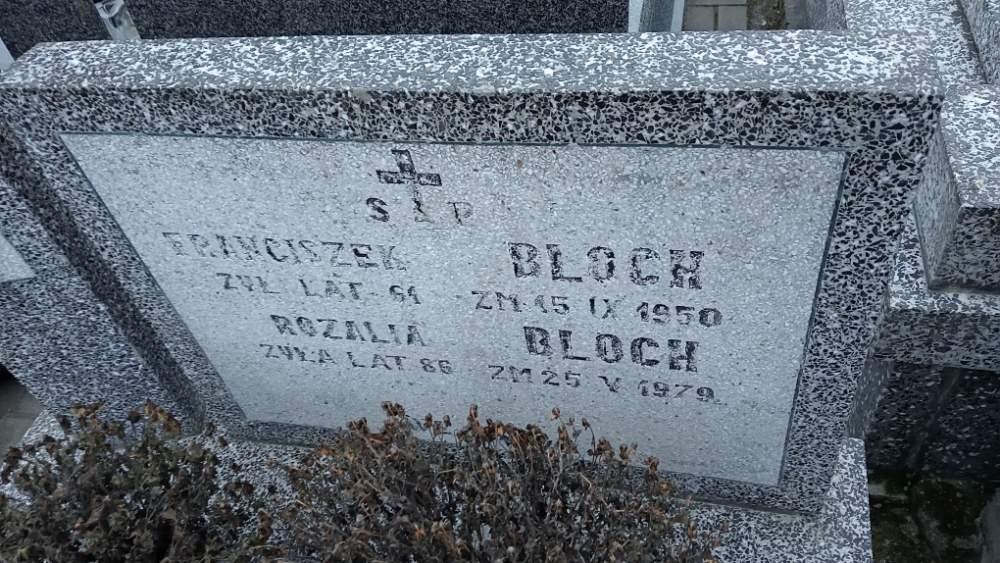 S P
FRANCISZEK BLOCH
ŻYŁ LAT 61 ZM 15 IX 1950
ROZALIA BLOCH
ŻYŁA LAT 86 ZM 25 V 1979